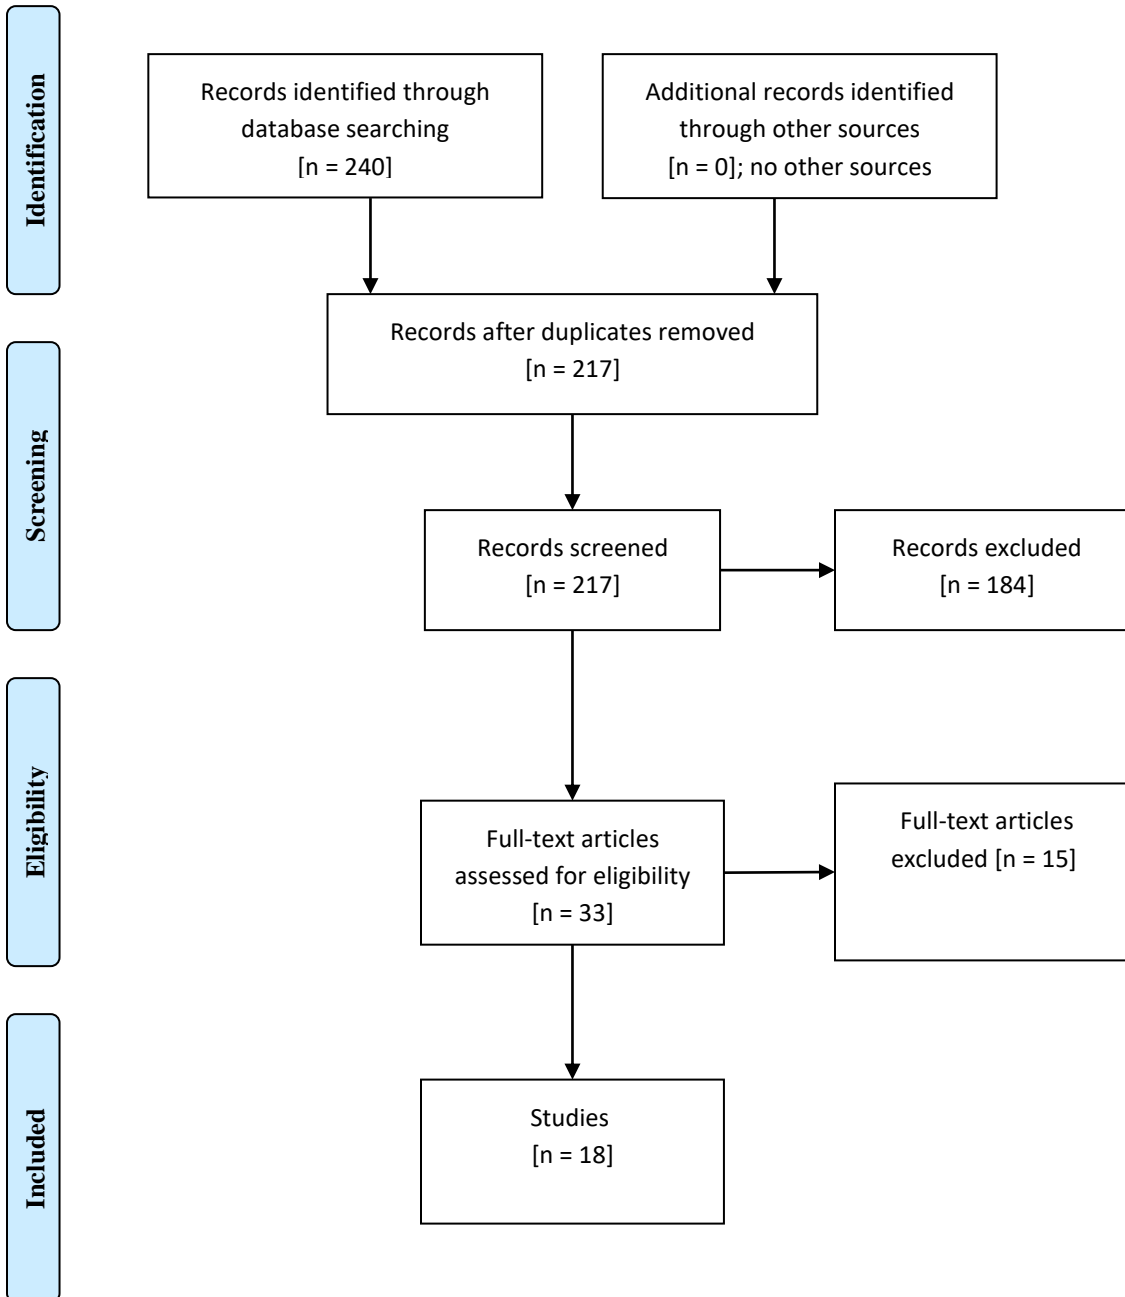 Identification
Records identified through
database searching
[n = 240]
Additional records identified
through other sources
[n = 0]; no other sources
Records after duplicates removed
[n = 217]
Screening
Records screened
[n = 217]
Records excluded
[n = 184]
Eligibility
Full-text articles
assessed for eligibility
[n = 33]
Full-text articles
excluded [n = 15]
Included
Studies
[n = 18]